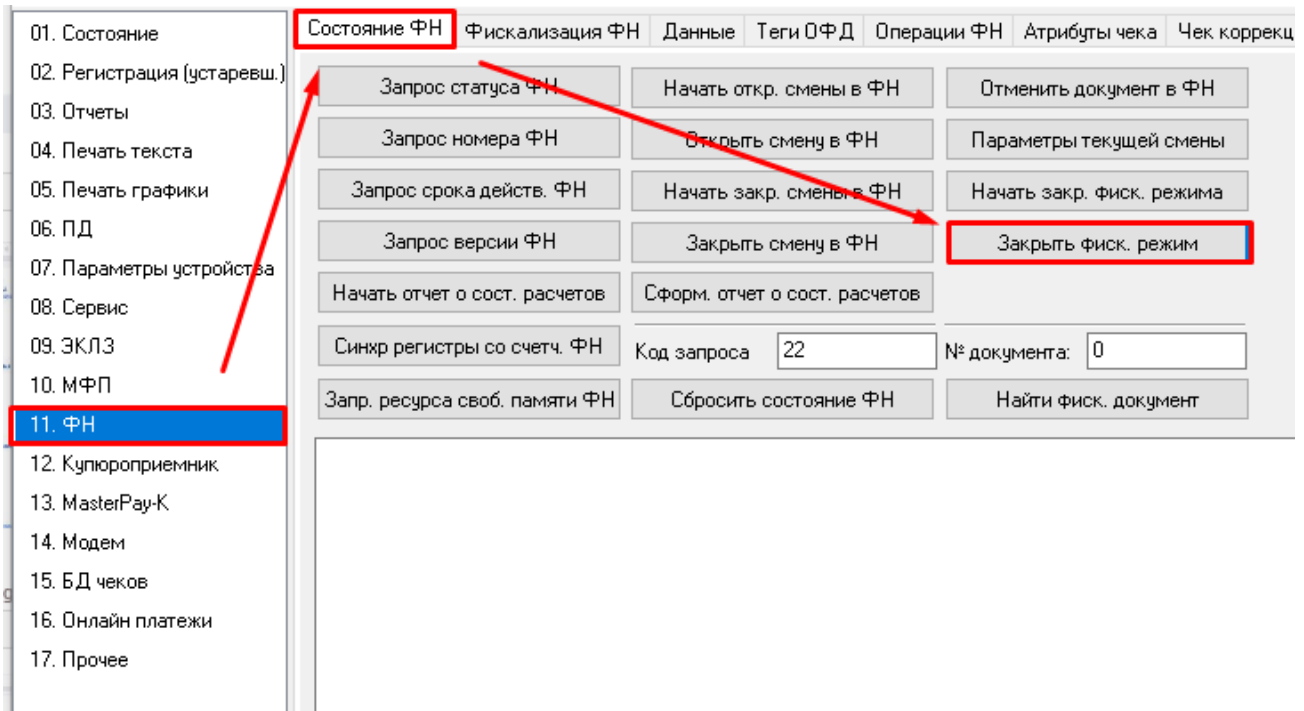 01. Состояние
02. Регистрация (устаревш.)
03. Отчеты
04. Печать текста
05. Печать графики
06. ПД
07. Параметры устройства
08. Сервис
09. ЭКЛЗ
10. МФП
11. ФН
12. Купюроприемник
13. MasterPay-K
14. Модем
15. БД чеков
16. Онлайн платежи
17. Прочее
Состояние ФН Фискализация ФН Данные Теги ОФД Операции ФН Атрибуты чека Чек коррекц
Запрос статуса ФН Начать откр. смены в ФН Отменить документ в ФН
Запрос номера ФН Открыть смену в ФН Параметры текущей смены
Запрос срока действ. ФН Начать закр. смены в ФН Начать закр. фиск. режима
Запрос версии ФН Закрыть смену в ФН Закрыть фиск. режим
Начать отчет о сост. расчетов Сформ. отчет о сост. расчетов
Синхр регистры со счетч. ФН Код запроса 22 № документа: 0
Запр. ресурса своб. памяти ФН Сбросить состояние ФН Найти фиск. документ